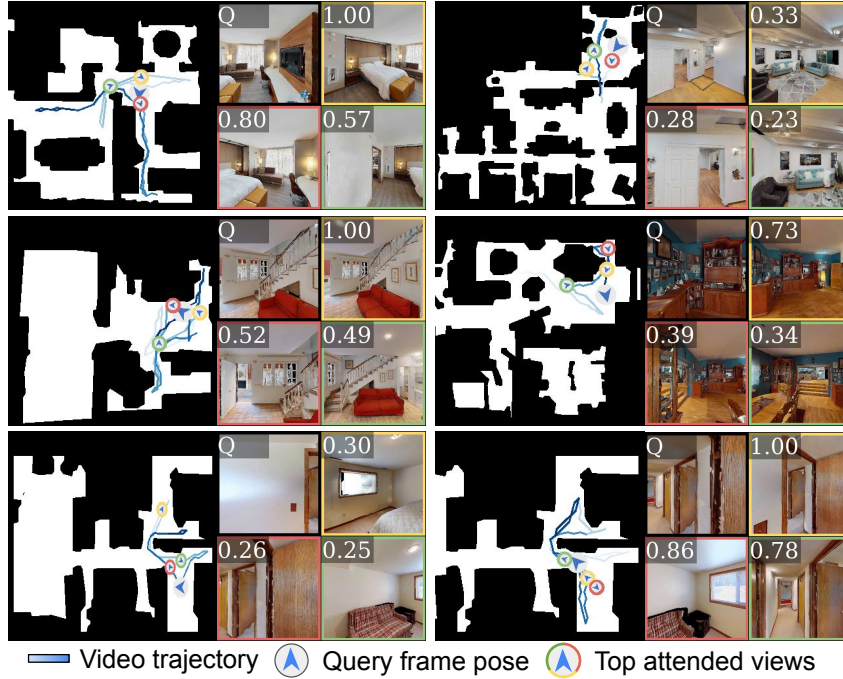 Q 1.00
0.80 0.57
Q 0.33
0.28 0.23
Q 1.00
0.52 0.49
Q 0.73
0.39 0.34
Q 0.30
0.26 0.25
Q 1.00
0.86 0.78
Video trajectory Query frame pose Top attended views